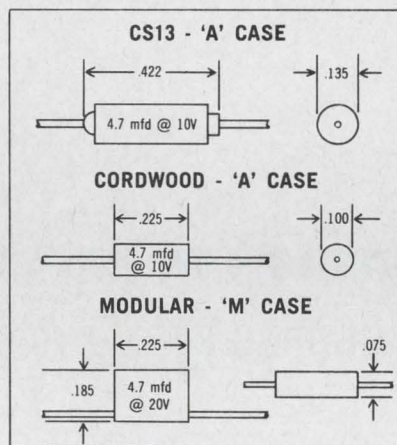 CS13 - 'A' CASE
.422
.135
4.7 mfd @ 10V
CORDWOOD - 'A' CASE
.225
.100
4.7 mfd
@ 10V
MODULAR - 'M' CASE
.225
.075
.185
4.7 mfd
@ 20V